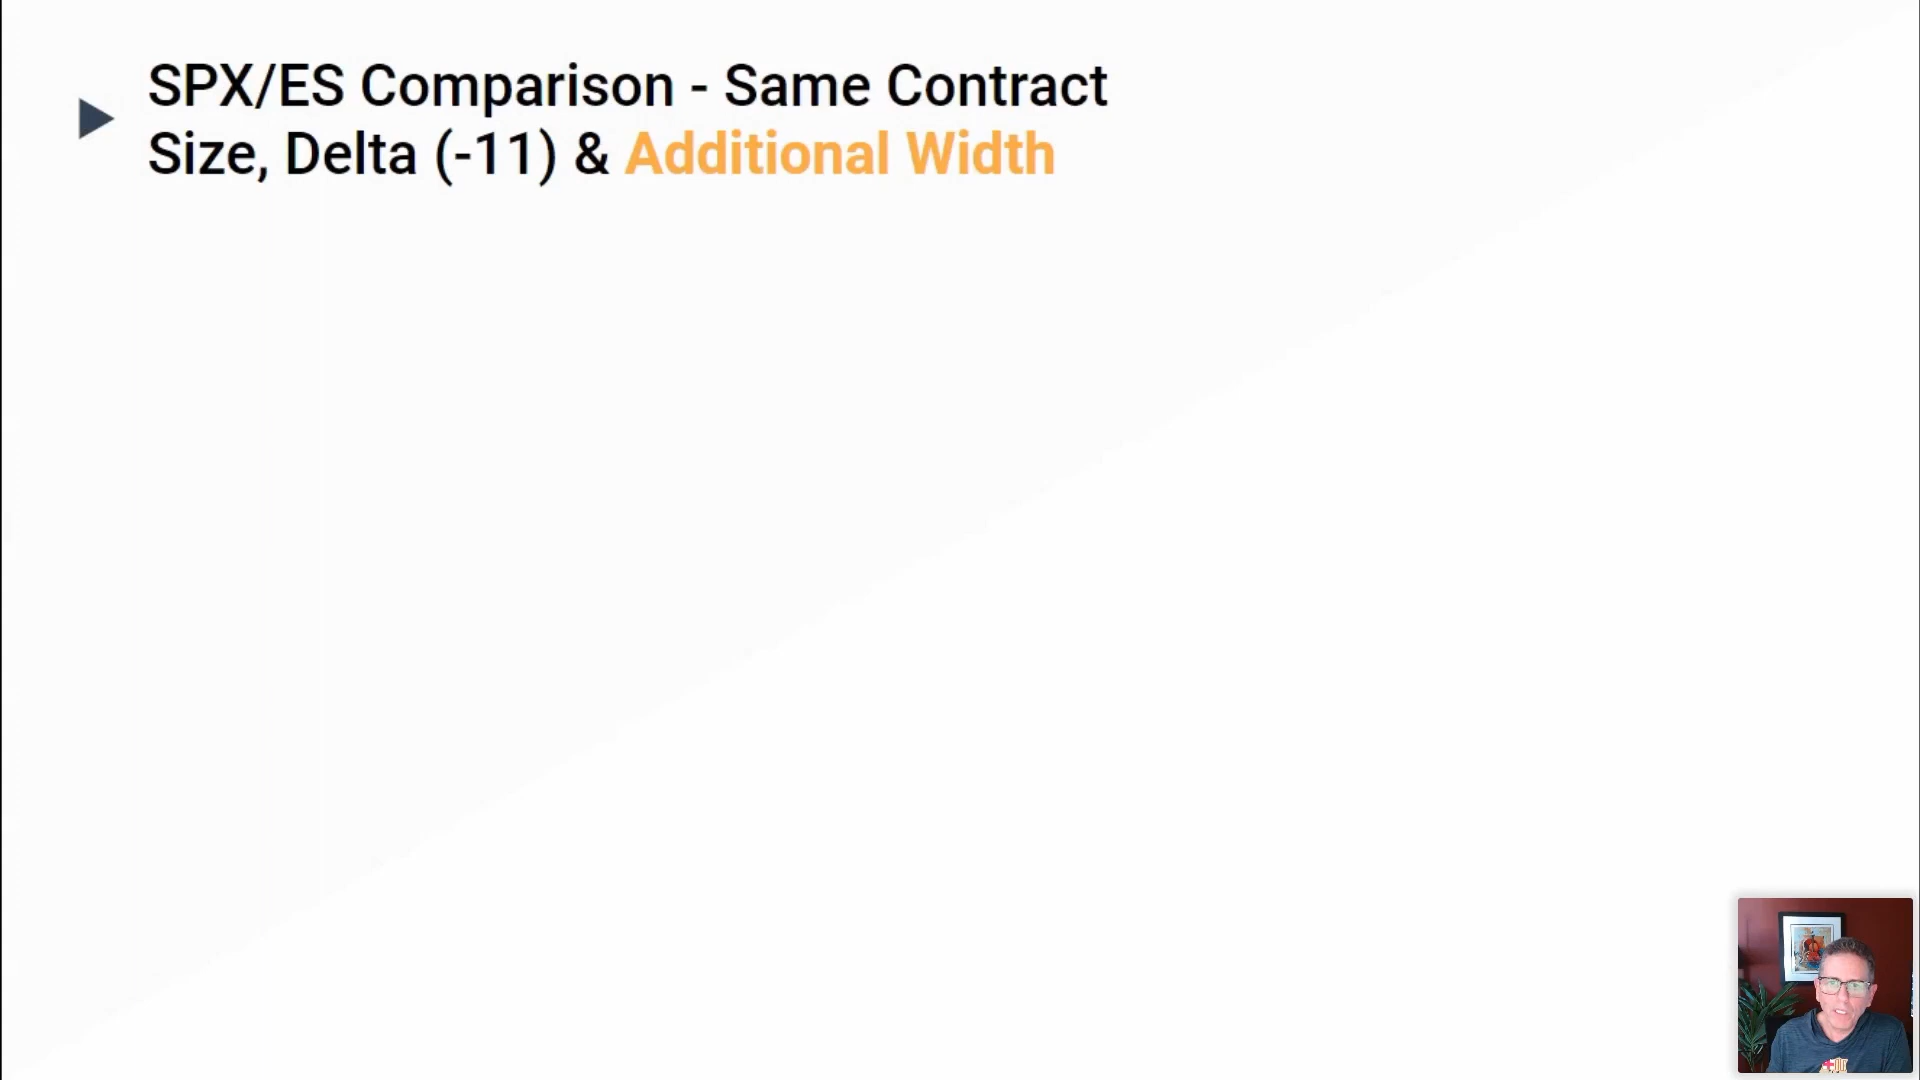 SPX/ES Comparison - Same Contract
Size, Delta (-11) & Additional Width